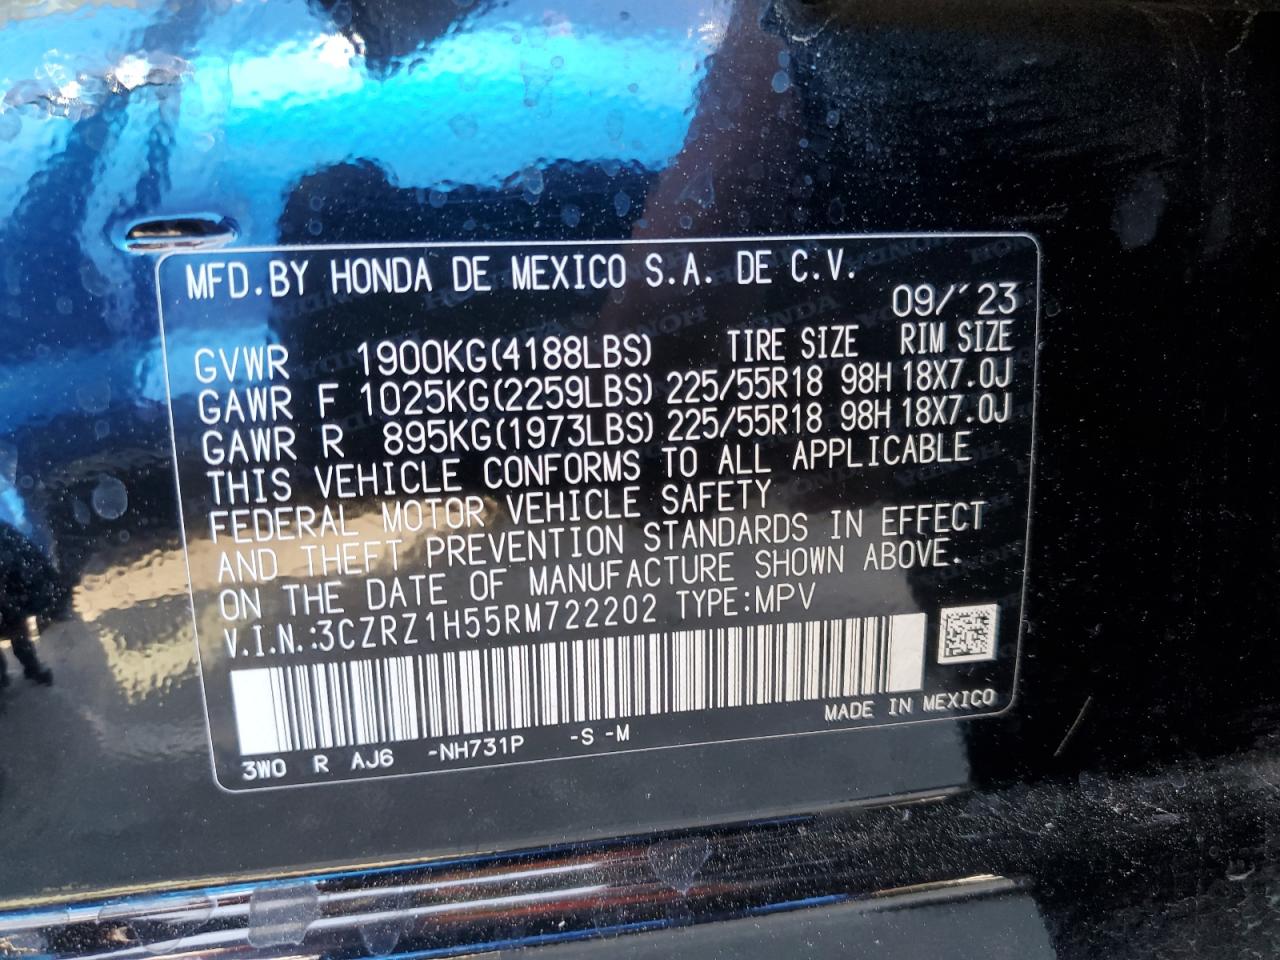 MFD.BY HONDA DE MEXICO S.A. DE C.V.
09/´23
GVWR 1900KG(4188LBS) TIRE SIZE RIM SIZE
GAWR F 1025KG(2259LBS) 225/55R18 98H 18X7.0J
GAWR R 895KG(1973LBS) 225/55R18 98H 18X7.0J
THIS VEHICLE CONFORMS TO ALL APPLICABLE
FEDERAL MOTOR VEHICLE SAFETY
AND THEFT PREVENTION STANDARDS IN EFFECT
ON THE DATE OF MANUFACTURE SHOWN ABOVE.
V.I.N.:3CZRZ1H55RM722202 TYPE:MPV
MADE IN MEXICO
3W0 R AJ6 -NH731P -S -M